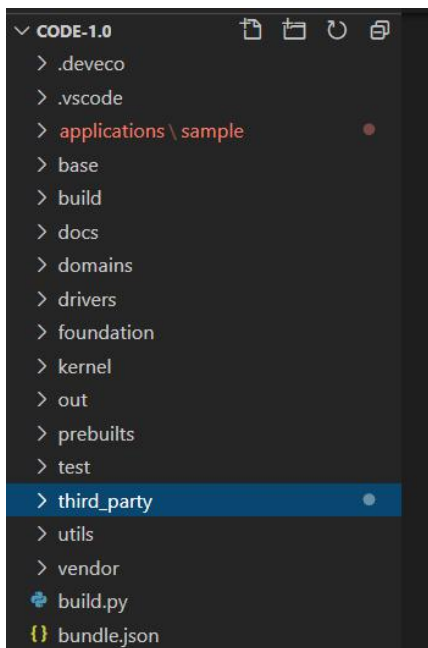 CODE-1.0
.deveco
.vscode
applications \ sample
base
build
docs
domains
drivers
foundation
kernel
out
prebuilts
test
third_party
utils
vendor
build.py
{} bundle.json